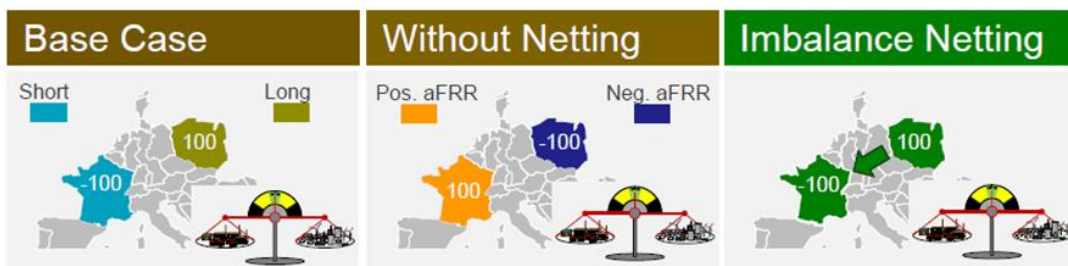 Base Case
Short
Long
100
-100
Without Netting
Pos. aFRR
Neg. aFRR
-100
100
Imbalance Netting
100
-100